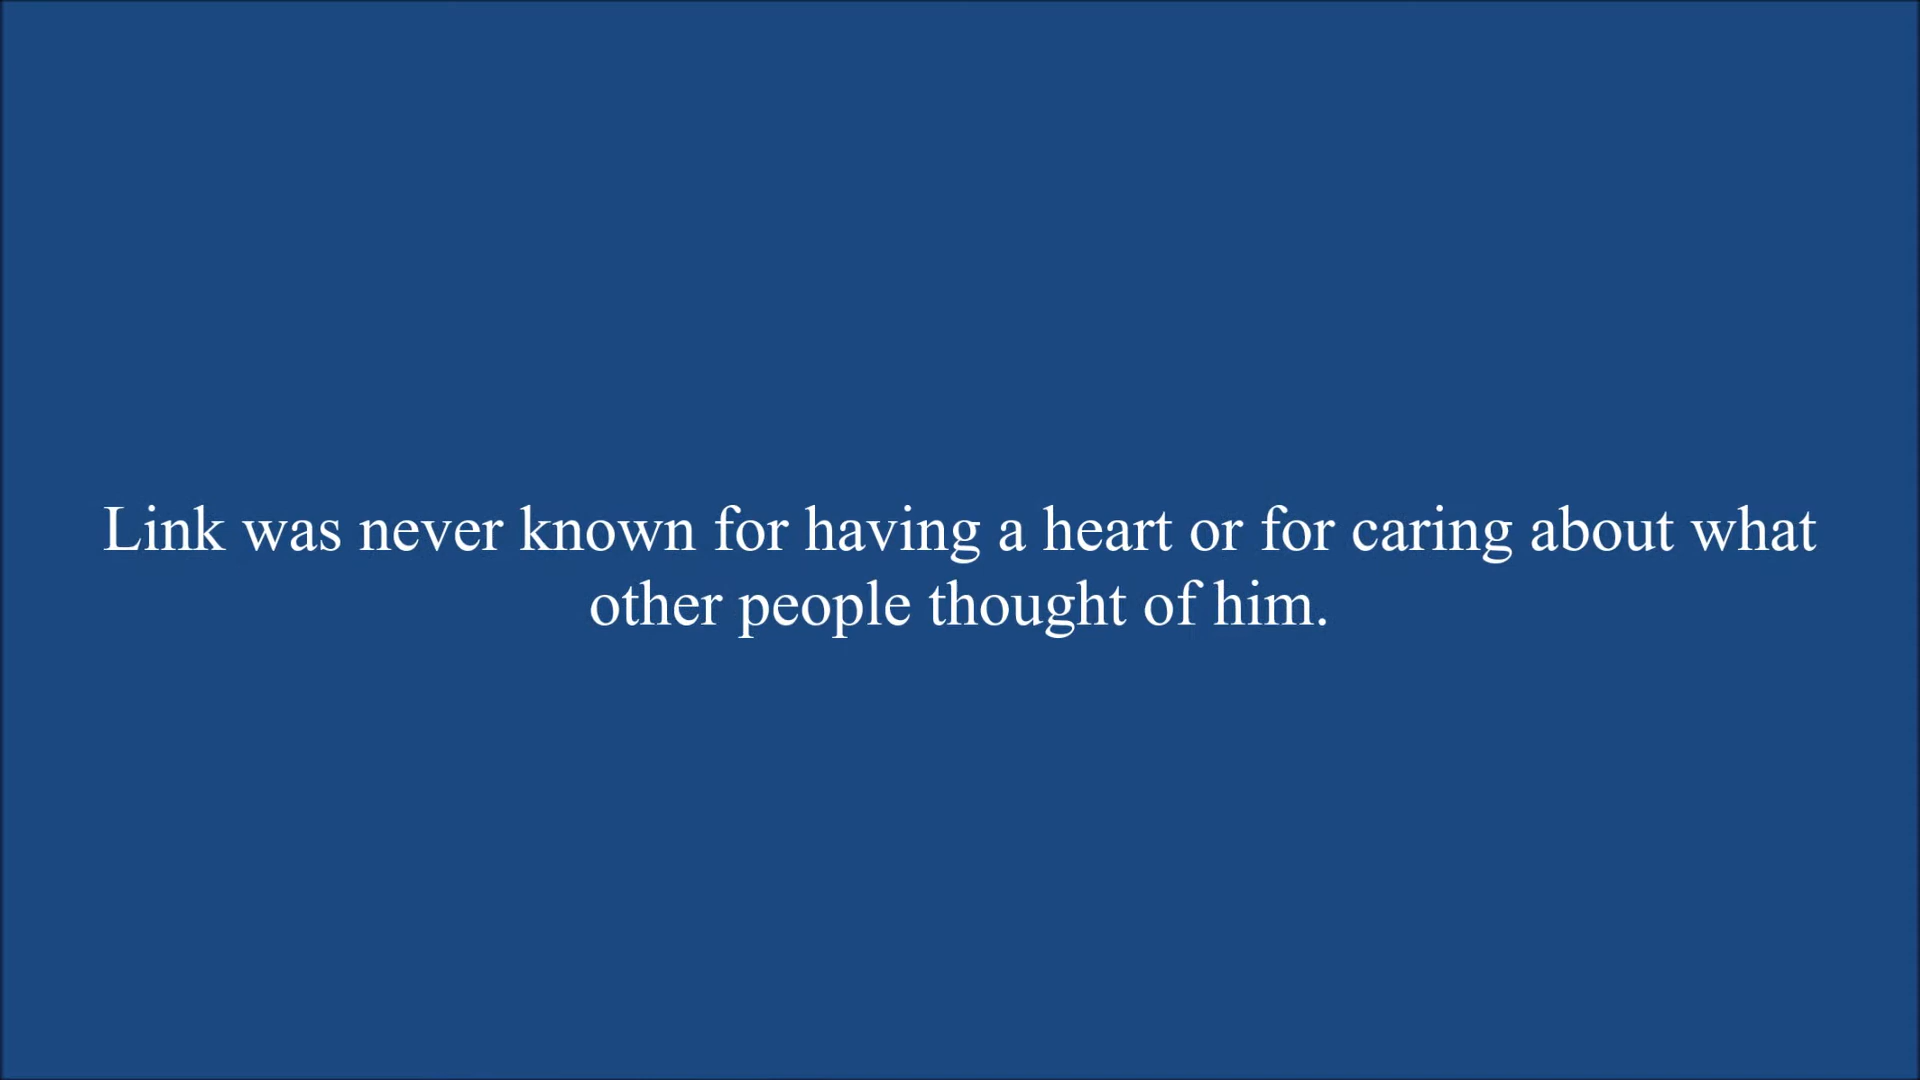 Link was never known for having a heart or for caring about what
other people thought of him.